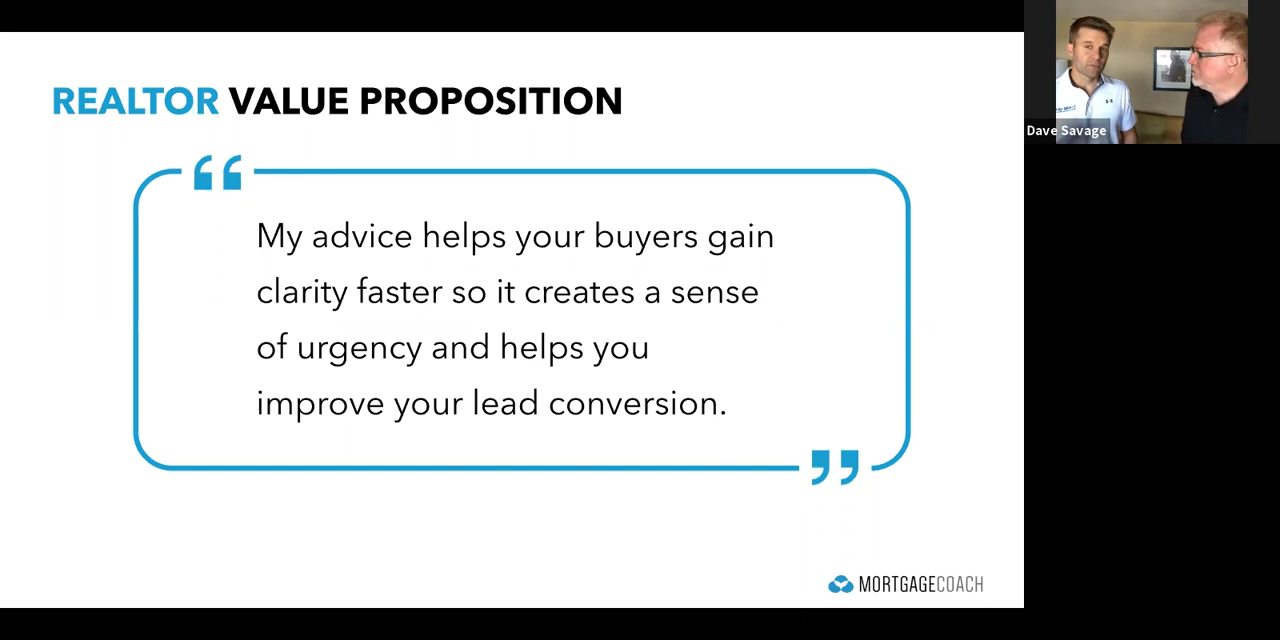 REALTOR VALUE PROPOSITION
“
My advice helps your buyers gain
clarity faster so it creates a sense
of urgency and helps you
improve your lead conversion.
”
MORTGAGECOACH
Dave Savage